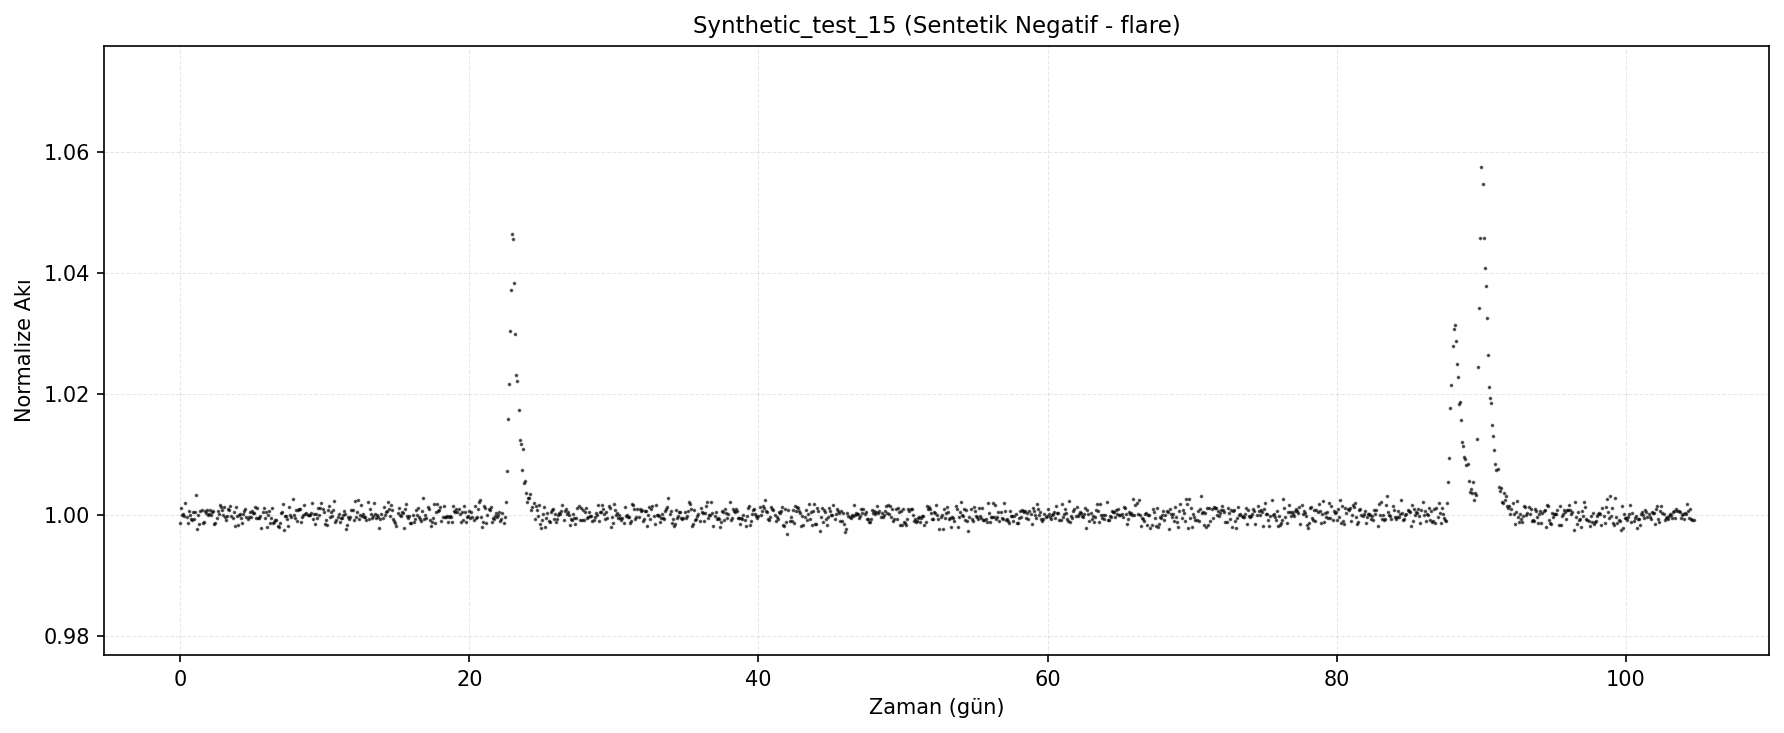 Synthetic_test_15 (Sentetik Negatif - flare)
Normalize Akı
1.06
1.04
1.02
1.00
0.98
0 20 40 60 80 100
Zaman (gün)